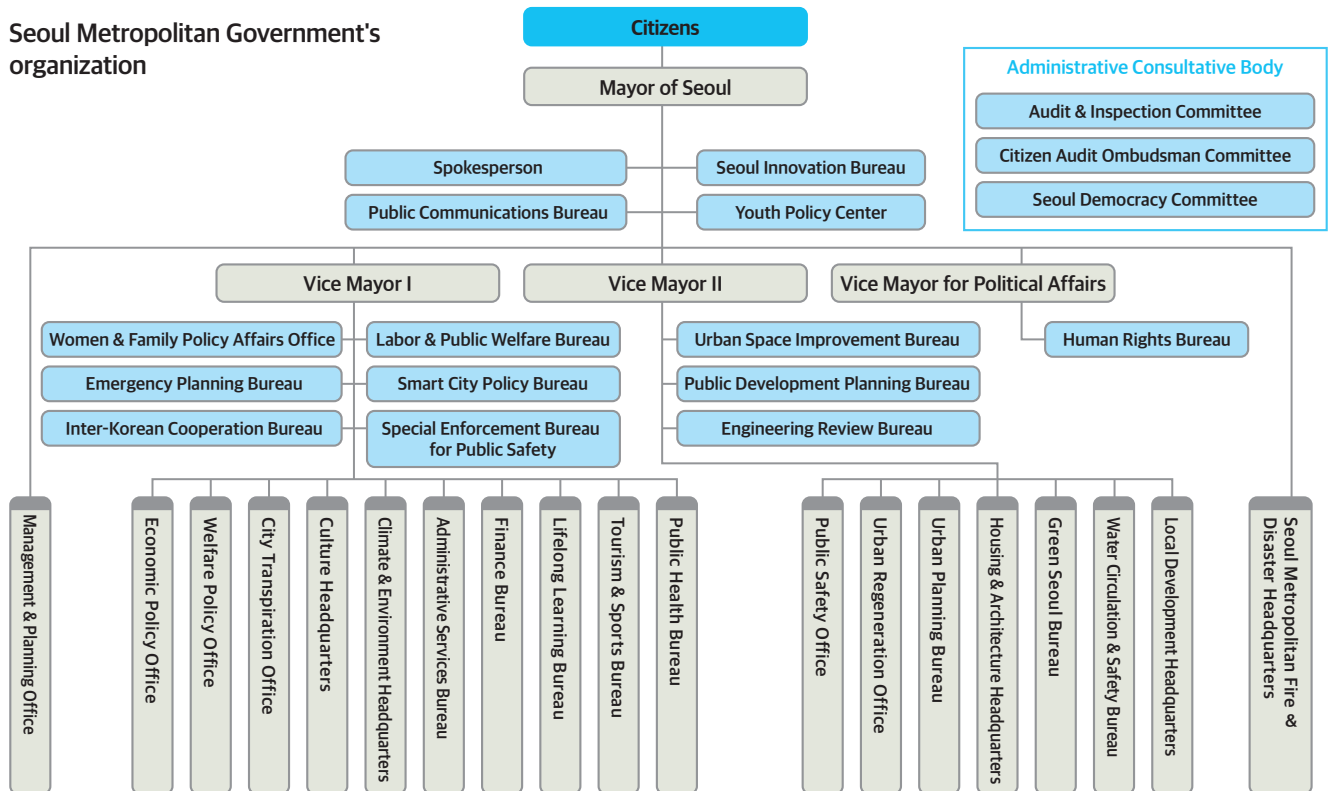 Seoul Metropolitan Government's
organization
Citizens
Mayor of Seoul
Administrative Consultative Body
Audit & Inspection Committee
Citizen Audit Ombudsman Committee
Seoul Democracy Committee
Spokesperson
Seoul Innovation Bureau
Public Communications Bureau
Youth Policy Center
Vice Mayor I
Vice Mayor II
Vice Mayor for Political Affairs
Women & Family Policy Affairs Office
Labor & Public Welfare Bureau
Emergency Planning Bureau
Smart City Policy Bureau
Inter-Korean Cooperation Bureau
Special Enforcement Bureau
for Public Safety
Urban Space Improvement Bureau
Public Development Planning Bureau
Engineering Review Bureau
Human Rights Bureau
Management & Planning Office
Economic Policy Office
Welfare Policy Office
City Transpiration Office
Culture Headquarters
Climate & Environment Headquarters
Administrative Services Bureau
Finance Bureau
Lifelong Learning Bureau
Tourism & Sports Bureau
Public Health Bureau
Public Safety Office
Urban Regeneration Office
Urban Planning Bureau
Housing & Architecture Headquarters
Green Seoul Bureau
Water Circulation & Safety Bureau
Local Development Headquarters
Seoul Metropolitan Fire &
Disaster Headquarters